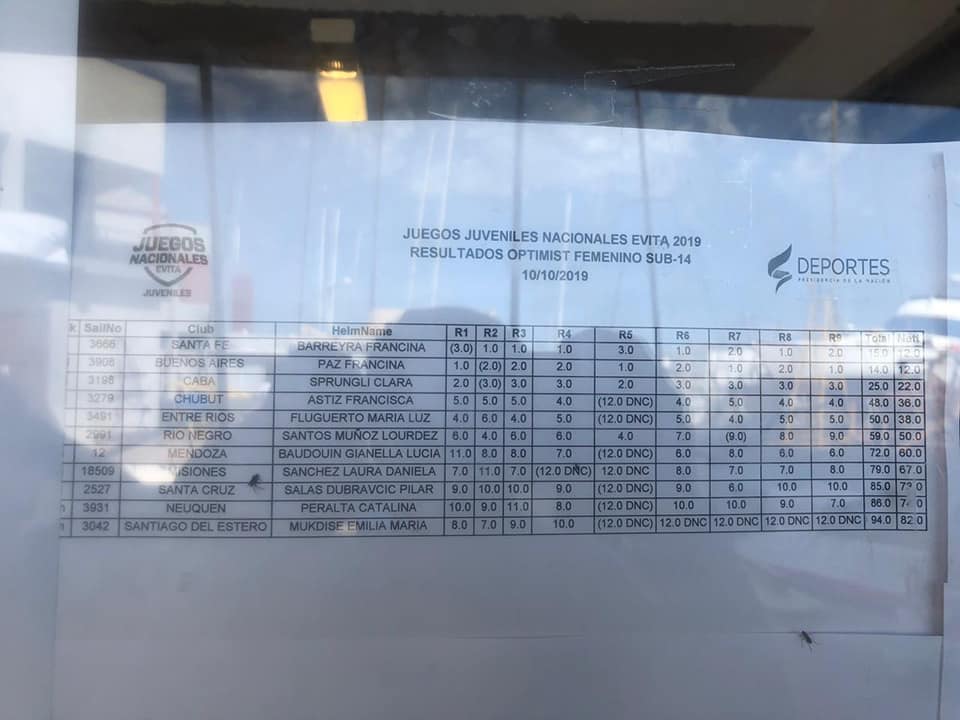 JUEGOS
NACIONALES
EVITA
JUVENILES
JUEGOS JUVENILES NACIONALES EVITA 2019
RESULTADOS OPTIMIST FEMENINO SUB-14
10/10/2019
DEPORTES
PRESIDENCIA DE LA NACIÓN
k SailNo Club HelmName R1 R2 R3 R4 R5 R6 R7 R8 R9 Total Nett
3666 SANTA FE BARREYRA FRANCINA (3.0) 1.0 1.0 1.0 3.0 1.0 2.0 1.0 2.0 15.0 12.0
3908 BUENOS AIRES PAZ FRANCINA 1.0 (2.0) 2.0 2.0 1.0 2.0 1.0 2.0 1.0 14.0 12.0
3198 CABA SPRUNGLI CLARA 2.0 (3.0) 3.0 3.0 2.0 3.0 3.0 3.0 3.0 25.0 22.0
3279 CHUBUT ASTIZ FRANCISCA 5.0 5.0 5.0 4.0 (12.0 DNC) 4.0 5.0 4.0 4.0 48.0 36.0
3491 ENTRE RIOS FLUGUERTO MARIA LUZ 4.0 6.0 4.0 5.0 (12.0 DNC) 5.0 4.0 5.0 5.0 50.0 38.0
2991 RIO NEGRO SANTOS MUÑOZ LOURDEZ 6.0 4.0 6.0 6.0 4.0 7.0 (9.0) 8.0 9.0 59.0 50.0
12 MENDOZA BAUDOUIN GIANELLA LUCIA 11.0 8.0 8.0 7.0 (12.0 DNC) 6.0 8.0 6.0 6.0 72.0 60.0
18509 MISIONES SANCHEZ LAURA DANIELA 7.0 11.0 7.0 (12.0 DNC) 12.0 DNC 8.0 7.0 7.0 8.0 79.0 67.0
2527 SANTA CRUZ SALAS DUBRAVCIC PILAR 9.0 10.0 10.0 9.0 (12.0 DNC) 9.0 6.0 10.0 10.0 85.0 73.0
3931 NEUQUEN PERALTA CATALINA 10.0 9.0 11.0 8.0 (12.0 DNC) 10.0 10.0 9.0 7.0 86.0 74.0
3042 SANTIAGO DEL ESTERO MUKDISE EMILIA MARIA 8.0 7.0 9.0 10.0 (12.0 DNC) 12.0 DNC 12.0 DNC 12.0 DNC 12.0 DNC 94.0 82.0